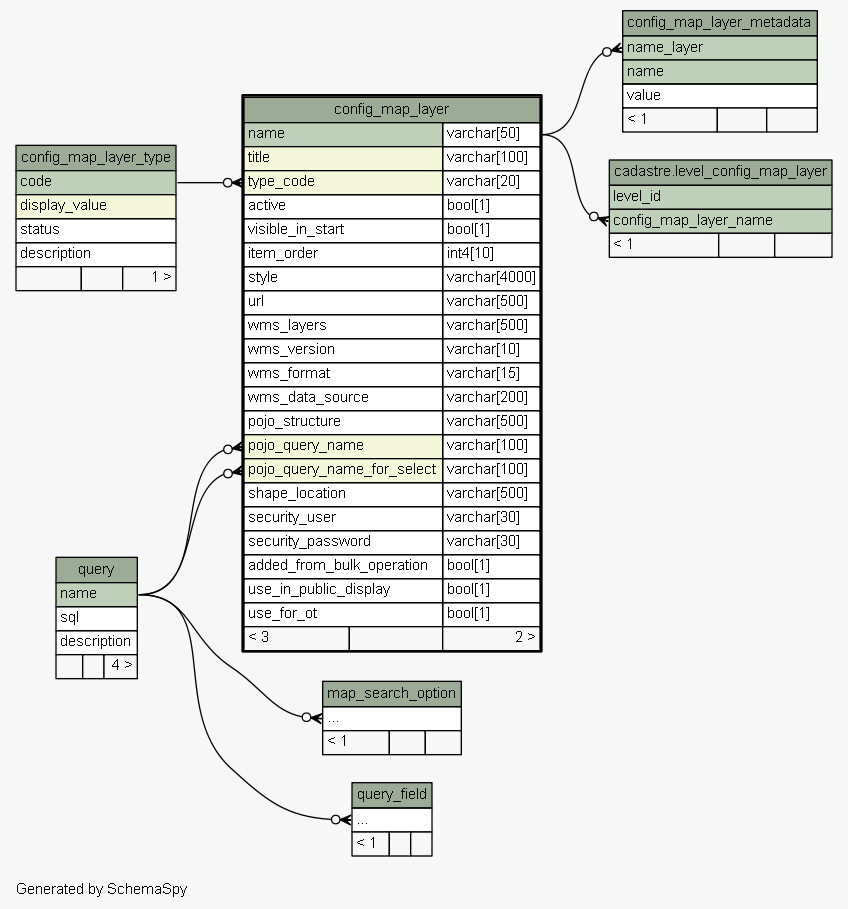 config_map_layer_metadata
name_layer
name
value
< 1
config_map_layer
name varchar[50]
title varchar[100]
type_code varchar[20]
active bool[1]
visible_in_start bool[1]
item_order int4[10]
style varchar[4000]
url varchar[500]
wms_layers varchar[500]
wms_version varchar[10]
wms_format varchar[15]
wms_data_source varchar[200]
pojo_structure varchar[500]
pojo_query_name varchar[100]
pojo_query_name_for_select varchar[100]
shape_location varchar[500]
security_user varchar[30]
security_password varchar[30]
added_from_bulk_operation bool[1]
use_in_public_display bool[1]
use_for_ot bool[1]
< 3 2 >
config_map_layer_type
code
display_value
status
description
1 >
cadastre.level_config_map_layer
level_id
config_map_layer_name
< 1
query
name
sql
description
4 >
map_search_option
...
< 1
query_field
...
< 1
Generated by SchemaSpy